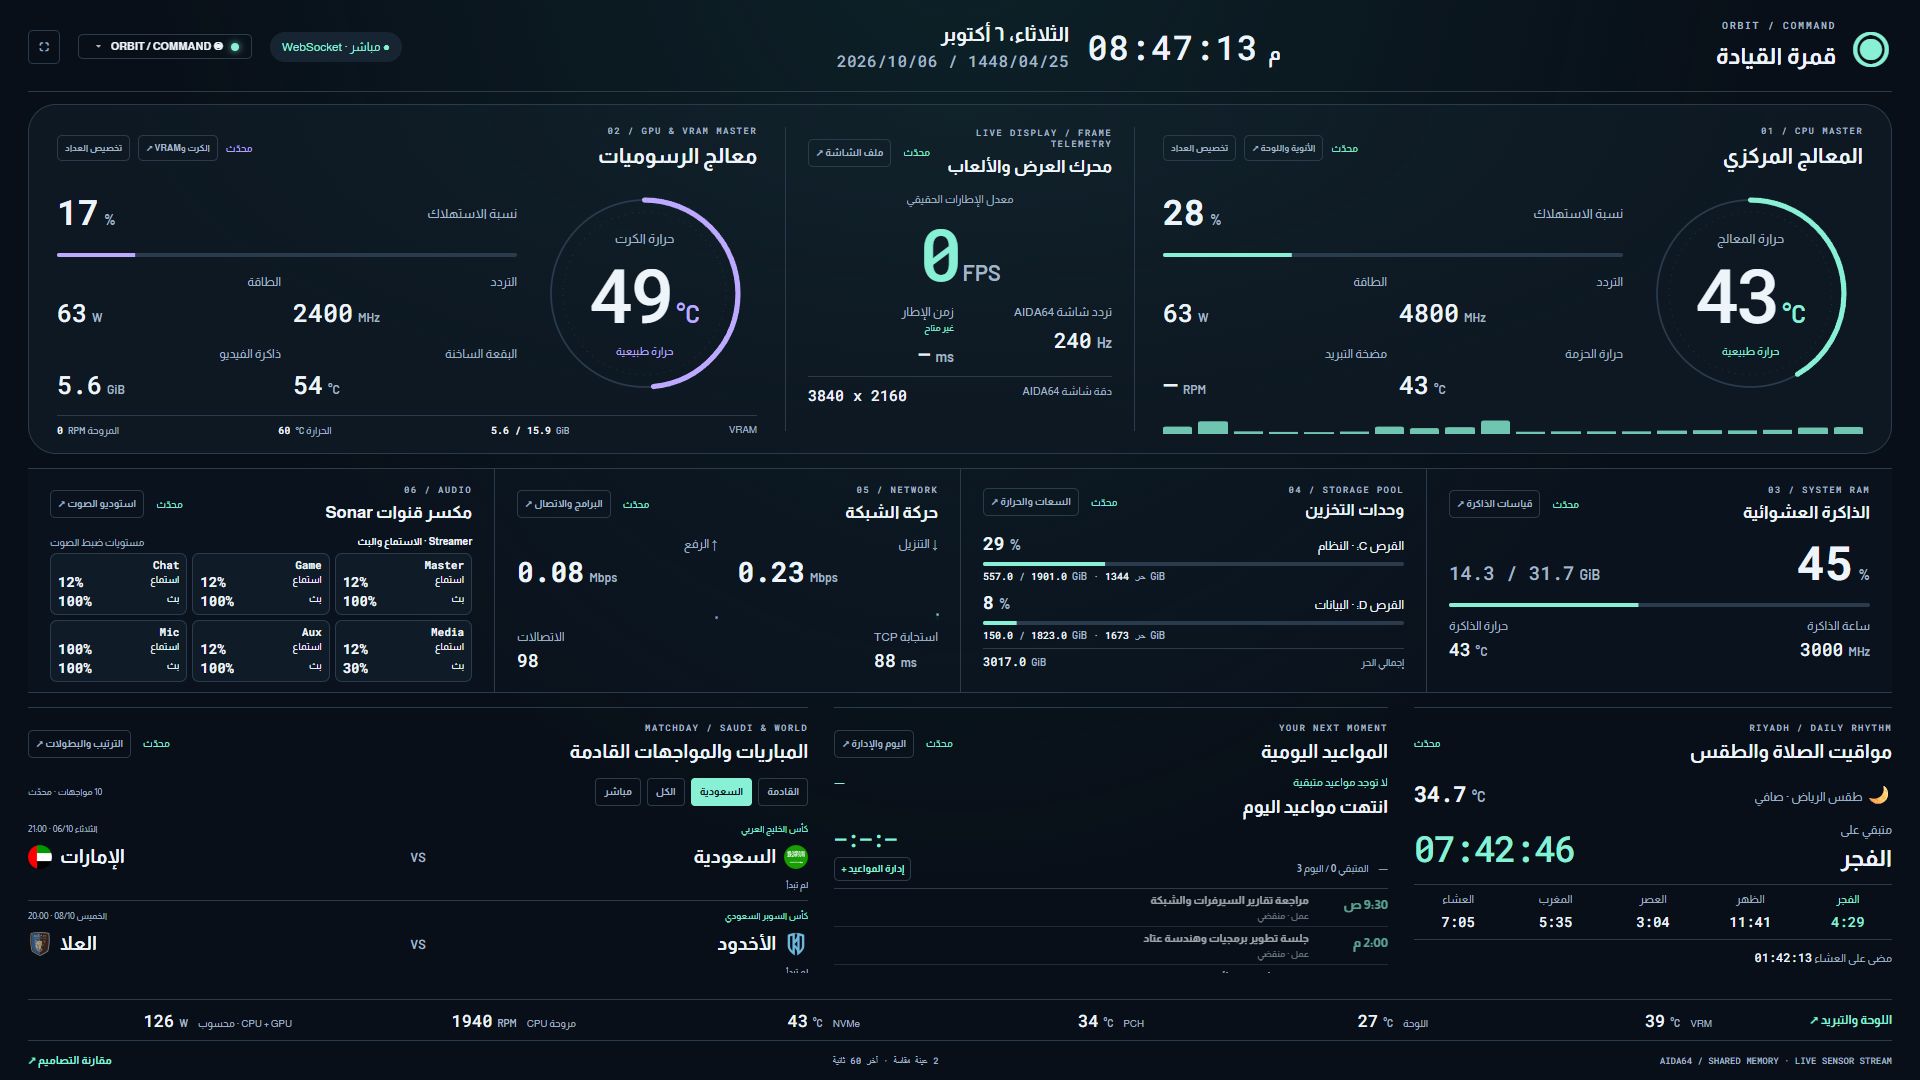 ORBIT / COMMAND
قمرة القيادة
08:47:13 م
الثلاثاء، ٦ أكتوبر
2026/10/06 / 1448/04/25
مباشر · WebSocket
ORBIT / COMMAND
01 / CPU MASTER
المعالج المركزي
محدّث
الأنوية واللوحة ↗
تخصيص العداد
حرارة المعالج
43 °C
حرارة طبيعية
نسبة الاستهلاك
28 %
التردد
4800 MHz
الطاقة
63 W
حرارة الحزمة
43 °C
مضخة التبريد
— RPM
LIVE DISPLAY / FRAME TELEMETRY
محرك العرض والألعاب
محدّث
ملف الشاشة ↗
معدل الإطارات الحقيقي
0 FPS
تردد شاشة AIDA64
240 Hz
زمن الإطار
غير متاح
— ms
دقة شاشة AIDA64
3840 x 2160
02 / GPU & VRAM MASTER
معالج الرسوميات
محدّث
الكرت وVRAM ↗
تخصيص العداد
حرارة الكرت
49 °C
حرارة طبيعية
نسبة الاستهلاك
17 %
التردد
2400 MHz
الطاقة
63 W
البقعة الساخنة
54 °C
ذاكرة الفيديو
5.6 GiB
VRAM
5.6 / 15.9 GiB
الحرارة 60 °C
المروحة 0 RPM
03 / SYSTEM RAM
الذاكرة العشوائية
محدّث
قياسات الذاكرة ↗
45 %
14.3 / 31.7 GiB
ساعة الذاكرة
3000 MHz
حرارة الذاكرة
43 °C
04 / STORAGE POOL
وحدات التخزين
محدّث
السعات والحرارة ↗
القرص C: · النظام
29 %
557.0 / 1901.0 GiB · 1344 حر GiB
القرص D: · البيانات
8 %
150.0 / 1823.0 GiB · 1673 حر GiB
إجمالي الحر
3017.0 GiB
05 / NETWORK
حركة الشبكة
محدّث
البرامج والاتصال ↗
↓ التنزيل
0.23 Mbps
↑ الرفع
0.08 Mbps
استجابة TCP
88 ms
الاتصالات
98
06 / AUDIO
مكسر قنوات Sonar
محدّث
استوديو الصوت ↗
Streamer · الاستماع والبث
مستويات ضبط الصوت
Master
استماع 12%
بث 100%
Game
استماع 12%
بث 100%
Chat
استماع 12%
بث 100%
Media
استماع 12%
بث 30%
Aux
استماع 12%
بث 100%
Mic
استماع 100%
بث 100%
RIYADH / DAILY RHYTHM
مواقيت الصلاة والطقس
محدّث
طقس الرياض · صافي
34.7 °C
متبقي على
الفجر
07:42:46
الفجر 4:29
الظهر 11:41
العصر 3:04
المغرب 5:35
العشاء 7:05
مضى على العشاء 01:42:13
YOUR NEXT MOMENT
المواعيد اليومية
محدّث
اليوم والإدارة ↗
لا توجد مواعيد متبقية
—
انتهت مواعيد اليوم
—:—:—
— المتبقي 0 / اليوم 3
إدارة المواعيد +
9:30 ص
مراجعة تقارير السيرفرات والشبكة
عمل · منقضي
2:00 م
جلسة تطوير برمجيات وهندسة عتاد
عمل · منقضي
MATCHDAY / SAUDI & WORLD
المباريات والمواجهات القادمة
محدّث
الترتيب والبطولات ↗
القادمة
السعودية
الكل
مباشر
10 مواجهات · محدّث
كأس الخليج العربي
الثلاثاء 06/10 · 21:00
السعودية VS الإمارات
لم تبدأ
كأس السوبر السعودي
الخميس 08/10 · 20:00
الأخدود VS العلا
لم تبدأ
اللوحة والتبريد ↗
VRM 39 °C
اللوحة 27 °C
PCH 34 °C
NVMe 43 °C
مروحة CPU 1940 RPM
CPU + GPU · محسوب 126 W
AIDA64 / SHARED MEMORY · LIVE SENSOR STREAM
2 عينة مقاسة · آخر 60 ثانية
مقارنة التصاميم ↗